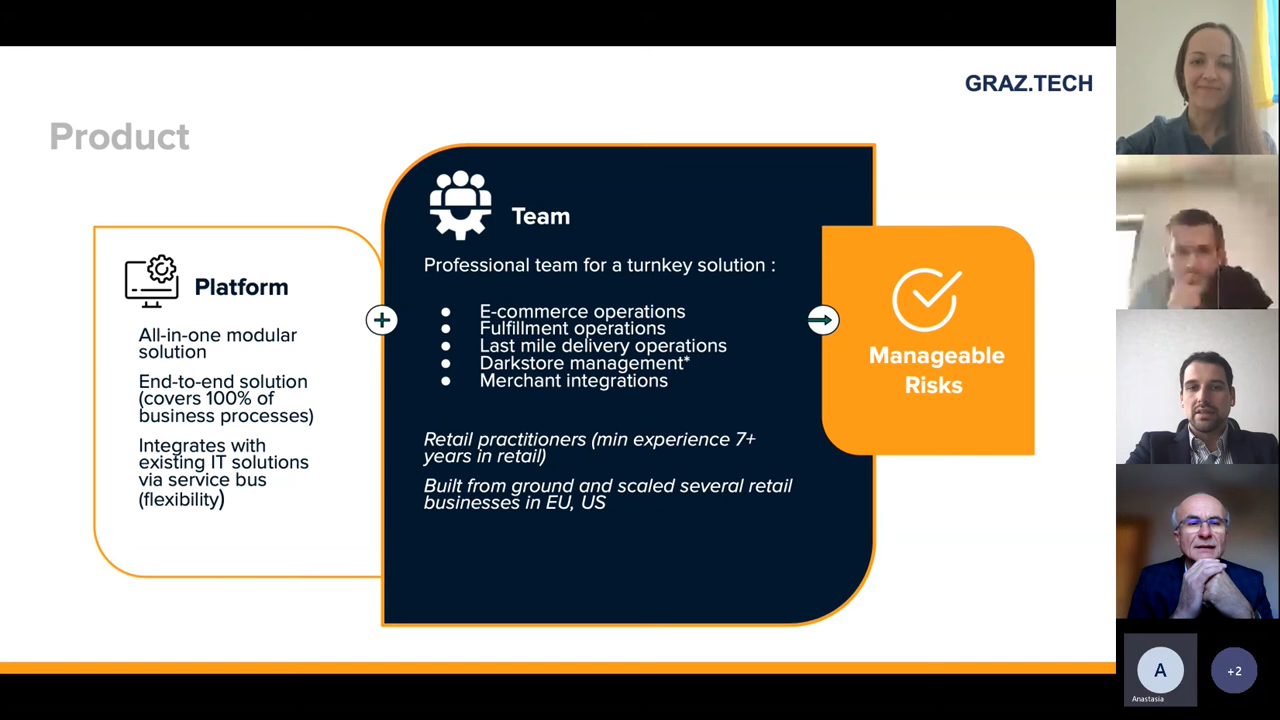 GRAZ.TECH
Product
Platform
All-in-one modular
solution
End-to-end solution
(covers 100% of
business processes)
Integrates with
existing IT solutions
via service bus
(flexibility)
Team
Professional team for a turnkey solution :
● E-commerce operations
● Fulfillment operations
● Last mile delivery operations
● Darkstore management*
● Merchant integrations
Retail practitioners (min experience 7+
years in retail)
Built from ground and scaled several retail
businesses in EU, US
Manageable
Risks
A
Anastasia
+2